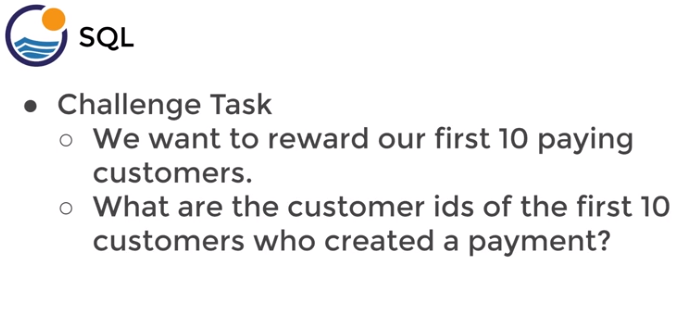 SQL
● Challenge Task
○ We want to reward our first 10 paying
customers.
○ What are the customer ids of the first 10
customers who created a payment?